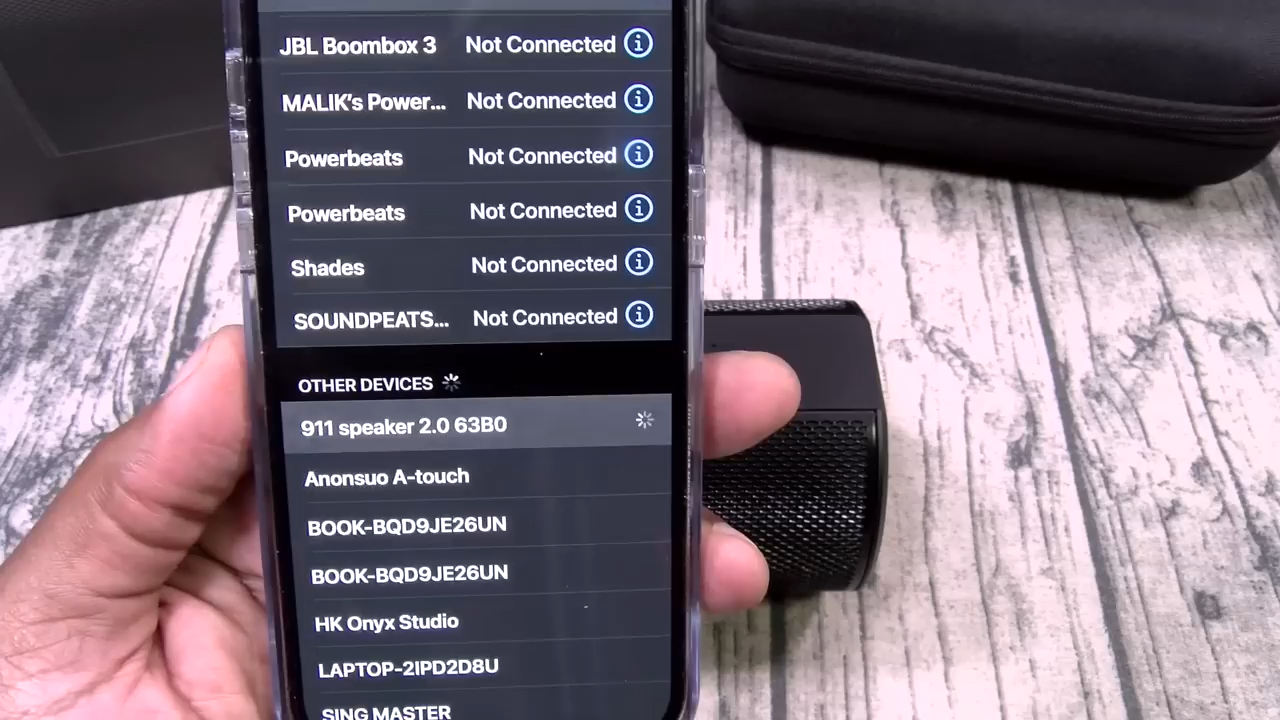 JBL Boombox 3 Not Connected
MALIK's Power... Not Connected
Powerbeats Not Connected
Powerbeats Not Connected
Shades Not Connected
SOUNDPEATS... Not Connected
OTHER DEVICES
911 speaker 2.0 63B0
Anonsuo A-touch
BOOK-BQD9JE26UN
BOOK-BQD9JE26UN
HK Onyx Studio
LAPTOP-2IPD2D8U
SING MASTER